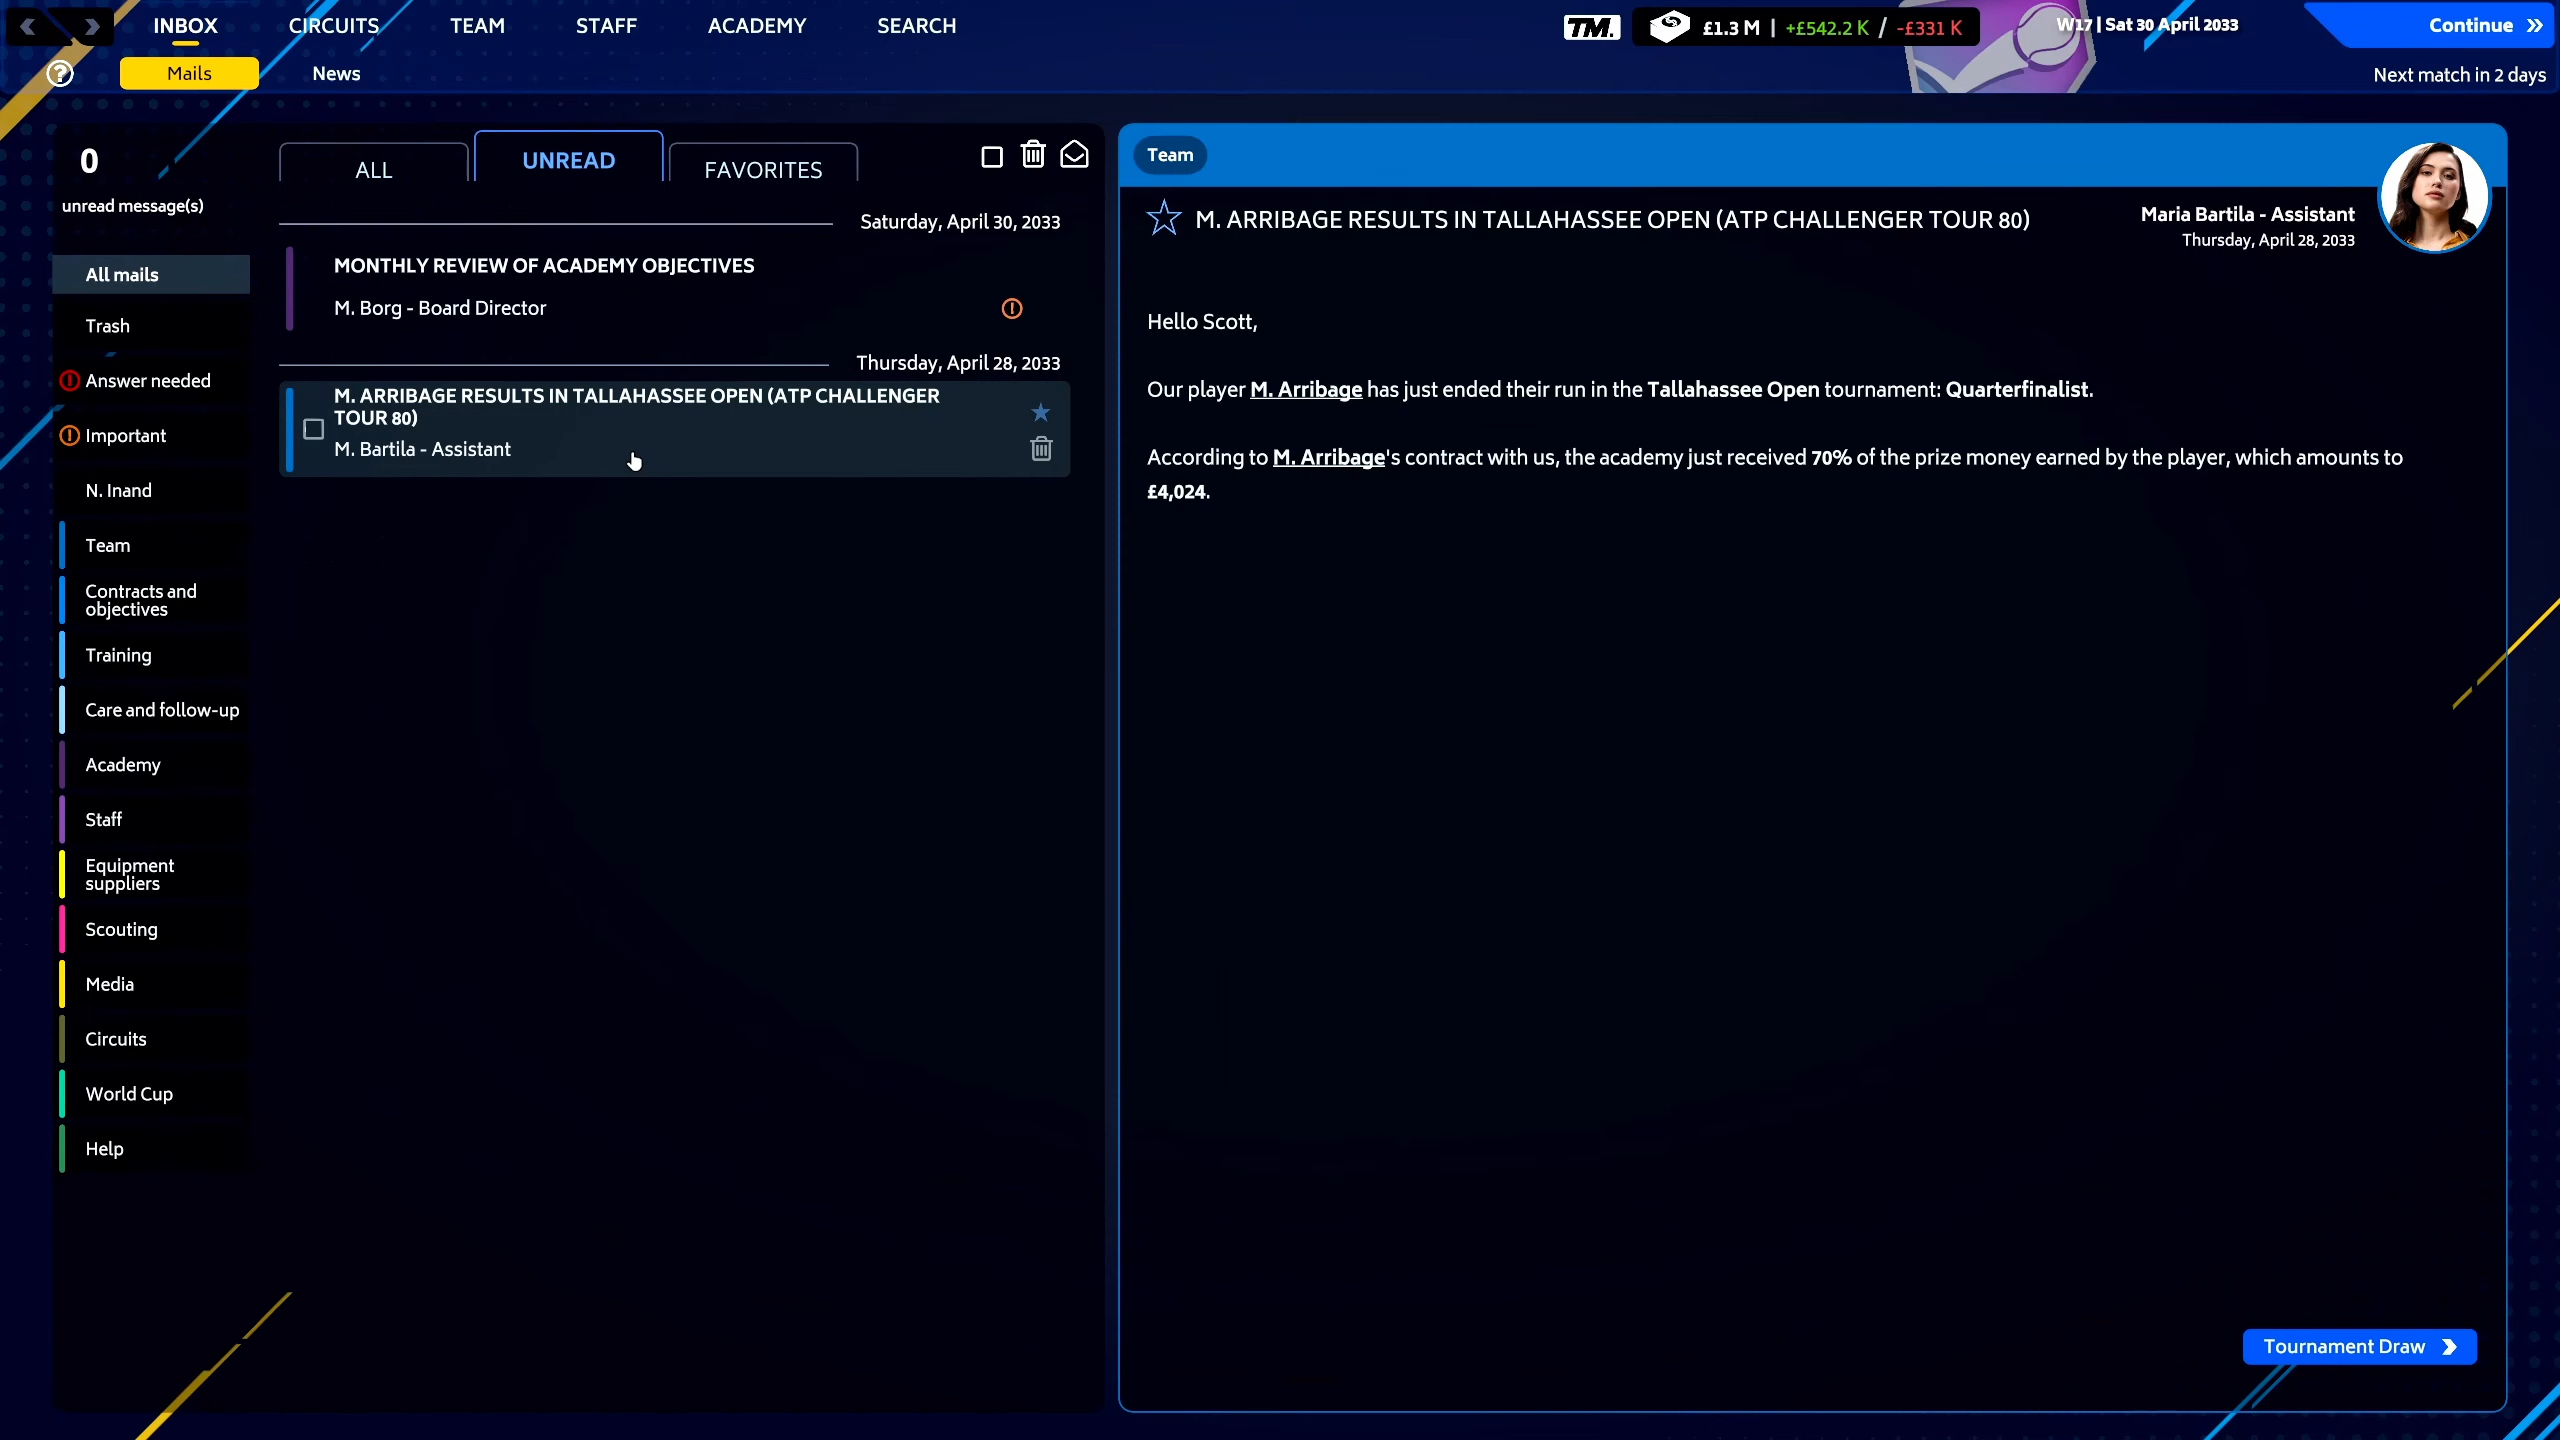 INBOX
CIRCUITS
TEAM
STAFF
ACADEMY
SEARCH
TM.
£1.3 M | +£542.2 K / -£331 K
W17 | Sat 30 April 2033
Continue
?
Mails
News
Next match in 2 days
0
unread message(s)
All mails
Trash
Answer needed
Important
N. Inand
Team
Contracts and
objectives
Training
Care and follow-up
Academy
Staff
Equipment
suppliers
Scouting
Media
Circuits
World Cup
Help
ALL
UNREAD
FAVORITES
Saturday, April 30, 2033
MONTHLY REVIEW OF ACADEMY OBJECTIVES
M. Borg - Board Director
Thursday, April 28, 2033
M. ARRIBAGE RESULTS IN TALLAHASSEE OPEN (ATP CHALLENGER
TOUR 80)
M. Bartila - Assistant
Team
M. ARRIBAGE RESULTS IN TALLAHASSEE OPEN (ATP CHALLENGER TOUR 80)
Maria Bartila - Assistant
Thursday, April 28, 2033
Hello Scott,
Our player M. Arribage has just ended their run in the Tallahassee Open tournament: Quarterfinalist.
According to M. Arribage's contract with us, the academy just received 70% of the prize money earned by the player, which amounts to
£4,024.
Tournament Draw